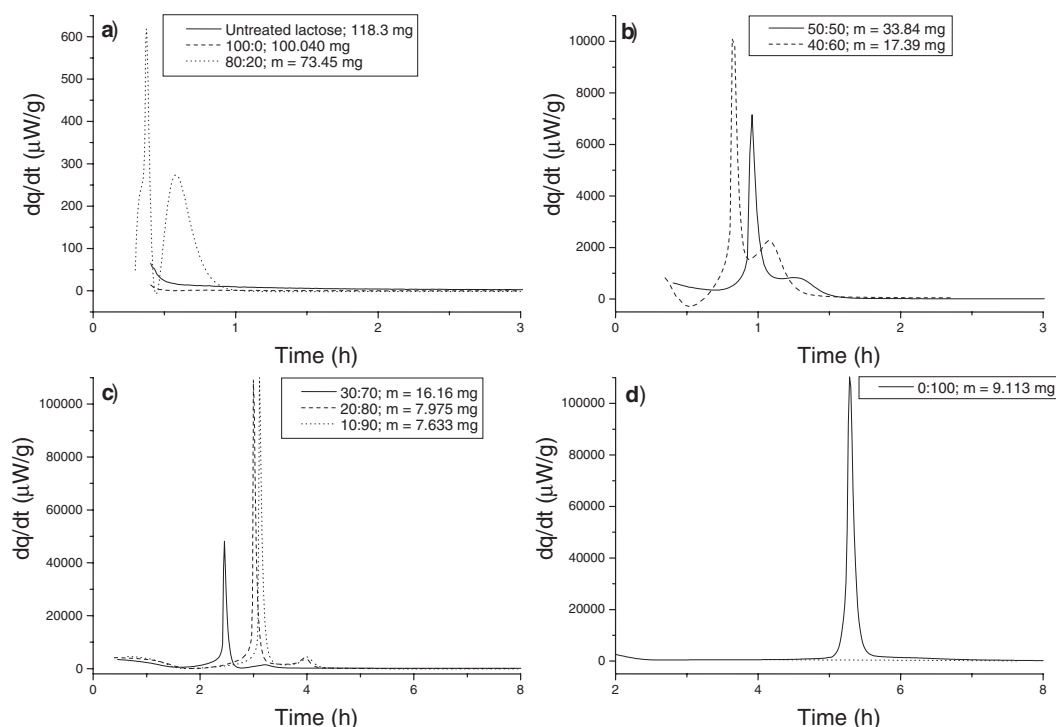 a)
Untreated lactose; 118.3 mg
100:0; 100.040 mg
80:20; m = 73.45 mg
600
500
400
300
200
100
50
0
dq/dt (μW/g)
0
1
3
Time (h)
b)
50:50; m = 33.84 mg
40:60; m = 17.39 mg
10000
8000
6000
4000
2000
0
dq/dt (μW/g)
0
1
2
3
Time (h)
c)
30:70; m = 16.16 mg
20:80; m = 7.975 mg
10:90; m = 7.633 mg
100000
80000
60000
40000
20000
0
dq/dt (μW/g)
0
2
4
6
8
Time (h)
d)
0:100; m = 9.113 mg
100000
80000
60000
40000
20000
0
dq/dt (μW/g)
2
4
6
8
Time (h)